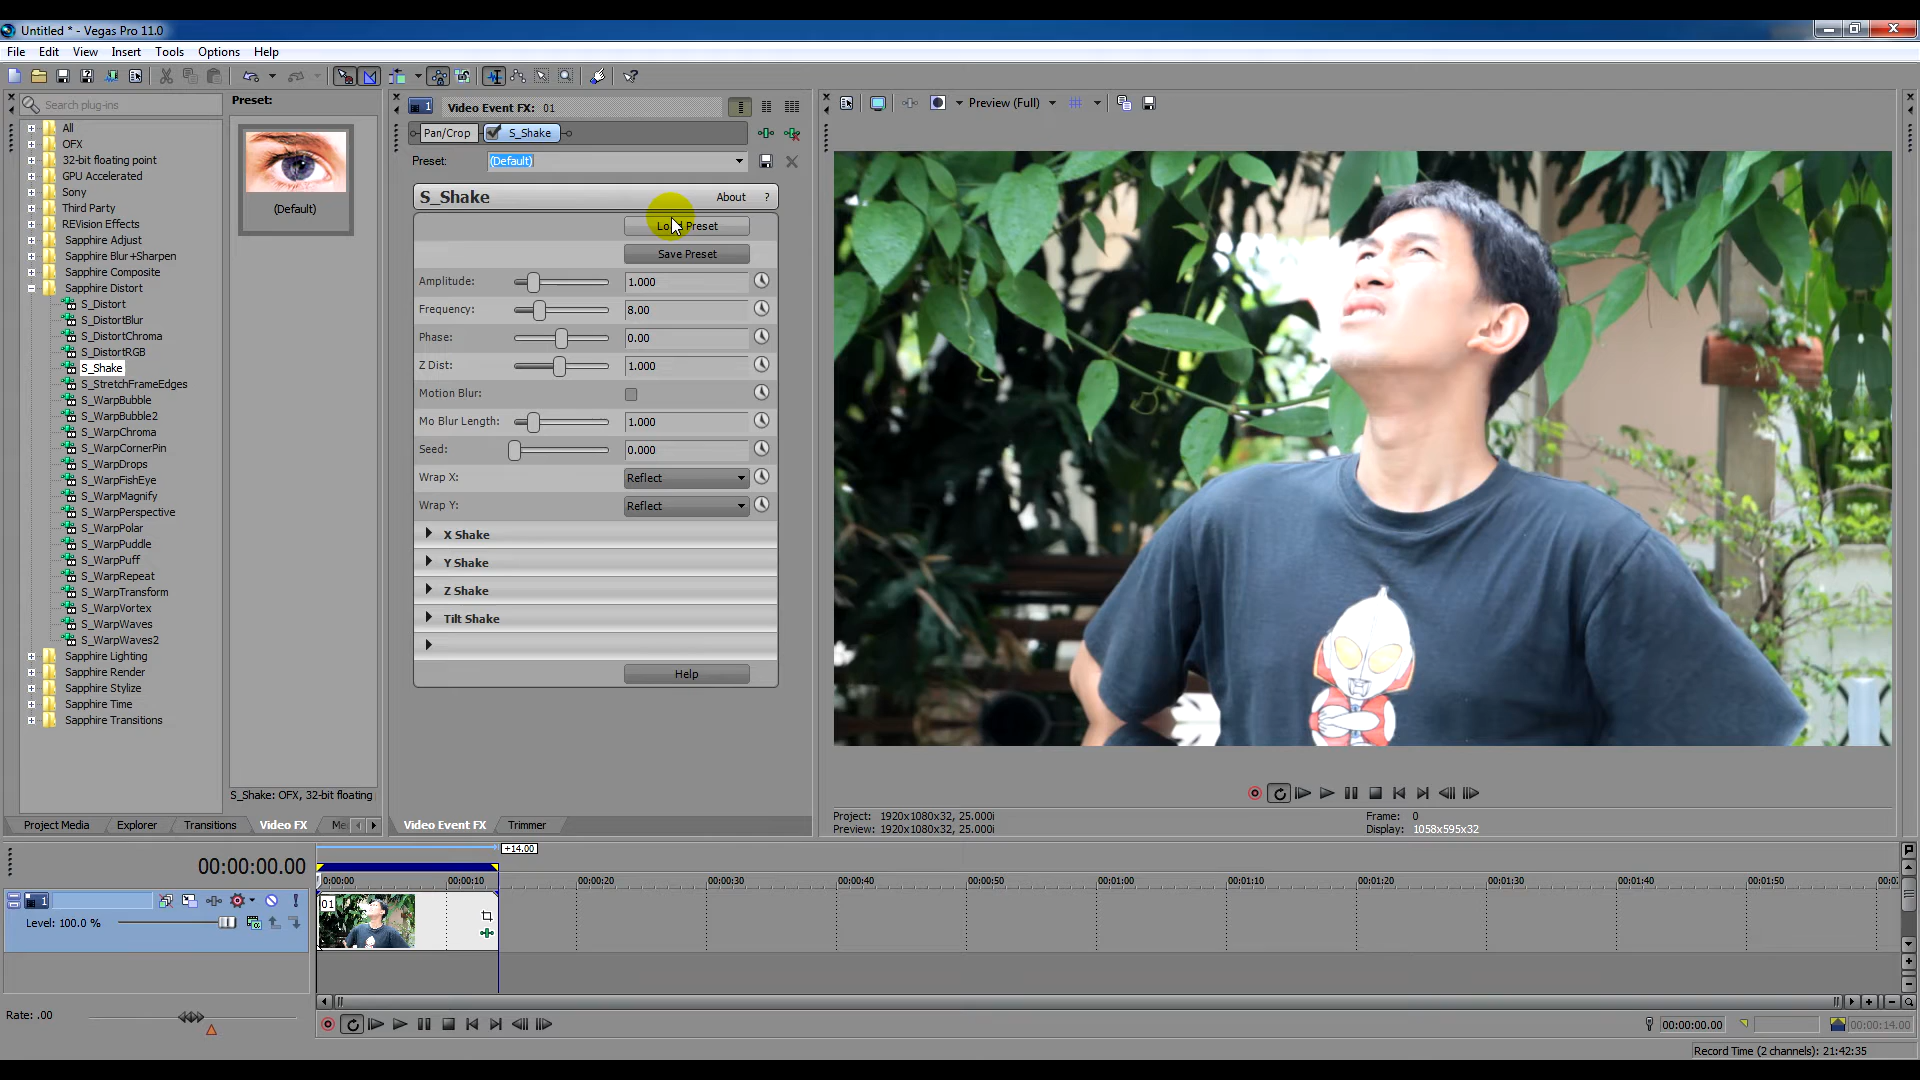 Untitled * - Vegas Pro 11.0
File Edit View Insert Tools Options Help
Search plug-ins
All
OFX
32-bit floating point
GPU Accelerated
Sony
Third Party
REVision Effects
Sapphire Adjust
Sapphire Blur+Sharpen
Sapphire Composite
Sapphire Distort
S_Distort
S_DistortBlur
S_DistortChroma
S_DistortRGB
S_Shake
S_StretchFrameEdges
S_WarpBubble
S_WarpBubble2
S_WarpChroma
S_WarpCornerPin
S_WarpDrops
S_WarpFishEye
S_WarpMagnify
S_WarpPerspective
S_WarpPolar
S_WarpPuddle
S_WarpPuff
S_WarpRepeat
S_WarpTransform
S_WarpVortex
S_WarpWaves
S_WarpWaves2
Sapphire Lighting
Sapphire Render
Sapphire Stylize
Sapphire Time
Sapphire Transitions
Preset:
(Default)
S_Shake: OFX, 32-bit floating
Project Media Explorer Transitions Video FX
1 Video Event FX: 01
Pan/Crop S_Shake
Preset: (Default)
S_Shake About ?
Preset
Save Preset
Amplitude: 1.000
Frequency: 8.00
Phase: 0.00
Z Dist: 1.000
Motion Blur:
Mo Blur Length: 1.000
Seed: 0.000
Wrap X: Reflect
Wrap Y: Reflect
X Shake
Y Shake
Z Shake
Tilt Shake
Help
Video Event FX Trimmer
Preview (Full)
Project: 1920x1080x32, 25.000i Frame: 0
Preview: 1920x1080x32, 25.000i Display: 1058x595x32
+14.00
00:00:00.00
0:00:00 00:00:10 00:00:20 00:00:30 00:00:40 00:00:50 00:01:00 00:01:10 00:01:20 00:01:30 00:01:40 00:01:50
1
01
Level: 100.0 %
Rate: .00
00:00:00.00 00:00:14.00
Record Time (2 channels): 21:42:35